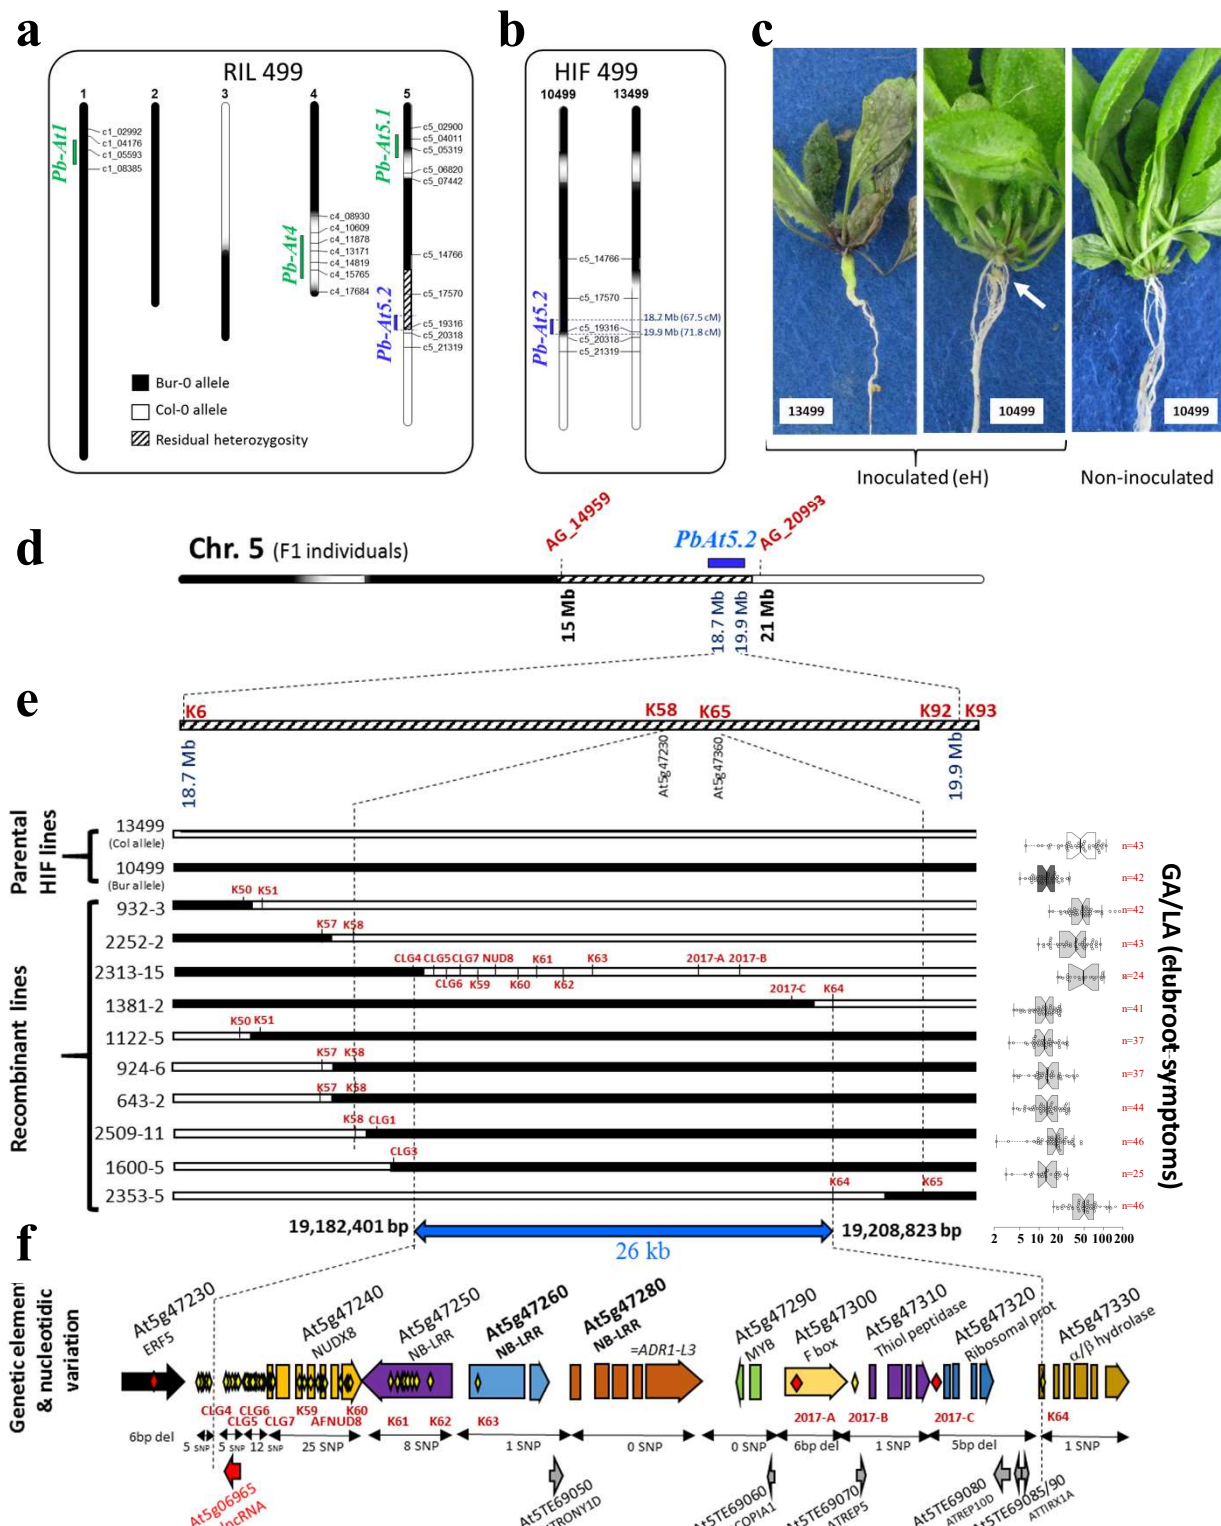 a
b
c
RIL 499
1
2
3
4
5
Pb-At1
c1_02992
c1_04176
c1_05593
c1_08385
Pb-At4
c4_08930
c4_10609
c4_11878
c4_13171
c4_14819
c4_15765
c4_17684
Pb-At5.1
c5_02900
c5_04011
c5_05319
c5_06820
c5_07442
c5_14766
c5_17570
Pb-At5.2
c5_19316
c5_20318
c5_21319
Bur-0 allele
Col-0 allele
Residual heterozygosity
HIF 499
10499
13499
c5_14766
c5_17570
Pb-At5.2
18.7 Mb (67.5 cM)
c5_19316
19.9 Mb (71.8 cM)
c5_20318
c5_21319
13499
10499
10499
Inoculated (eH)
Non-inoculated
d
Chr. 5 (F1 individuals)
AG_14959
PbAt5.2
AG_20993
15 Mb
18.7 Mb
19.9 Mb
21 Mb
e
K6
K58
K65
K92
K93
18.7 Mb
At5g47230
At5g47360
19.9 Mb
Parental
HIF lines
13499
(Col allele)
n=43
10499
(Bur allele)
n=42
Recombinant lines
K50 K51
932-3
n=42
K57 K58
2252-2
n=43
CLG4 CLG5 CLG7 NUD8 K61 K63 2017-A 2017-B
2313-15
CLG6 K59 K60 K62
n=24
2017-C K64
1381-2
n=41
K50 K51
1122-5
n=37
K57 K58
924-6
n=37
K57 K58
643-2
n=44
K58 CLG1
2509-11
n=46
CLG3
1600-5
n=25
K64 K65
2353-5
n=46
GA/LA (clubroot symptoms)
2 5 10 20 50 100 200
19,182,401 bp
19,208,823 bp
26 kb
f
Genetic element
& nucleotidic
variation
At5g47230
ERF5
At5g47240
NUDX8
At5g47250
NB-LRR
At5g47260
NB-LRR
At5g47280
NB-LRR
=ADR1-L3
At5g47290
MYB
At5g47300
F box
At5g47310
Thiol peptidase
At5g47320
Ribosomal prot
At5g47330
α/β hydrolase
CLG4 CLG6 K59 K60
CLG5 CLG7 AFNUD8 K61 K62 K63 2017-A 2017-B 2017-C K64
6bp del
5 SNP
5 SNP
12 SNP
25 SNP
8 SNP
1 SNP
0 SNP
0 SNP
6bp del
1 SNP
5bp del
1 SNP
At5g06965
lncRNA
At5TE69050
TRONY1D
At5TE69060
COPIA1
At5TE69070
ATREP5
At5TE69080
ATREP10D
At5TE69085/90
ATTIRX1A